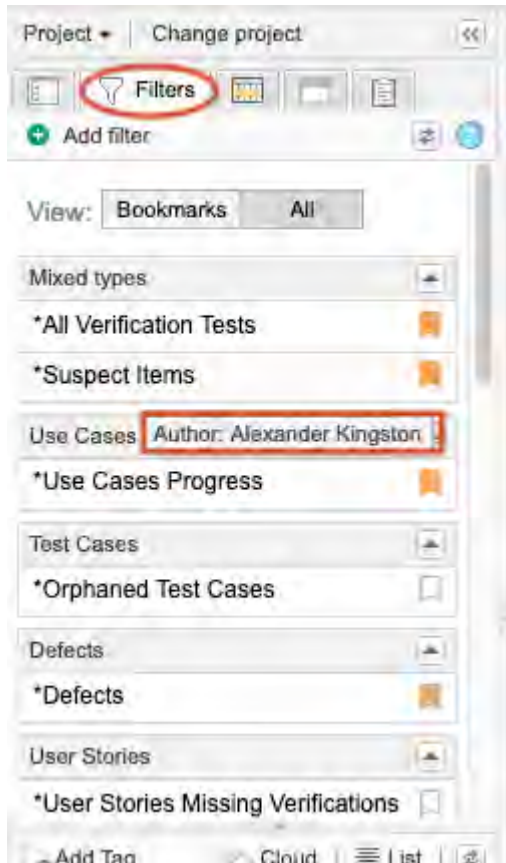 Project Change project
Filters
Add filter
View: Bookmarks All
Mixed types
*All Verification Tests
*Suspect Items
Use Cases Author: Alexander Kingston
*Use Cases Progress
Test Cases
*Orphaned Test Cases
Defects
*Defects
User Stories
*User Stories Missing Verifications
Add Tag Cloud List